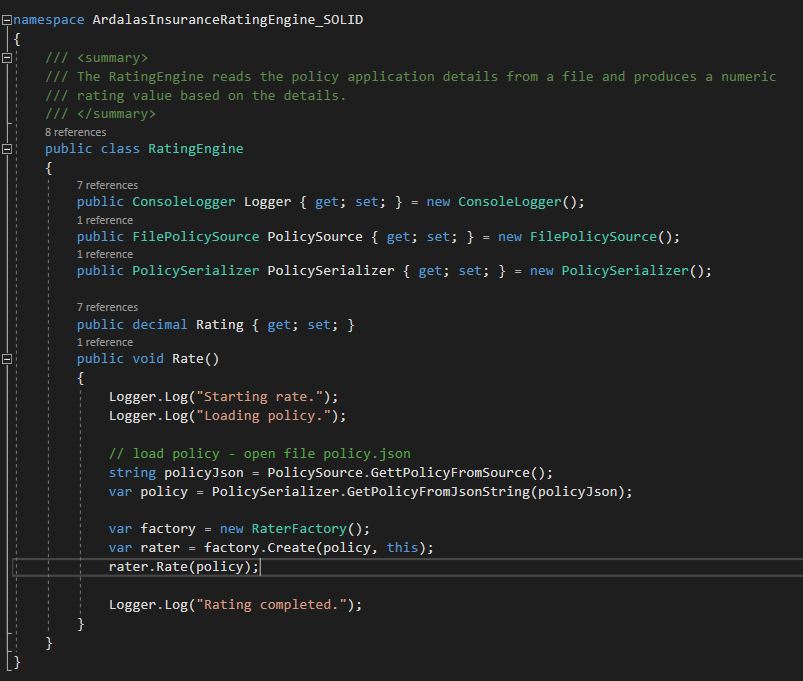 namespace ArdalasInsuranceRatingEngine_SOLID
{
/// <summary>
/// The RatingEngine reads the policy application details from a file and produces a numeric
/// rating value based on the details.
/// </summary>
8 references
public class RatingEngine
{
7 references
public ConsoleLogger Logger { get; set; } = new ConsoleLogger();
1 reference
public FilePolicySource PolicySource { get; set; } = new FilePolicySource();
1 reference
public PolicySerializer PolicySerializer { get; set; } = new PolicySerializer();
7 references
public decimal Rating { get; set; }
1 reference
public void Rate()
{
Logger.Log("Starting rate.");
Logger.Log("Loading policy.");
// load policy - open file policy.json
string policyJson = PolicySource.GettPolicyFromSource();
var policy = PolicySerializer.GetPolicyFromJsonString(policyJson);
var factory = new RaterFactory();
var rater = factory.Create(policy, this);
rater.Rate(policy);
Logger.Log("Rating completed.");
}
}
}